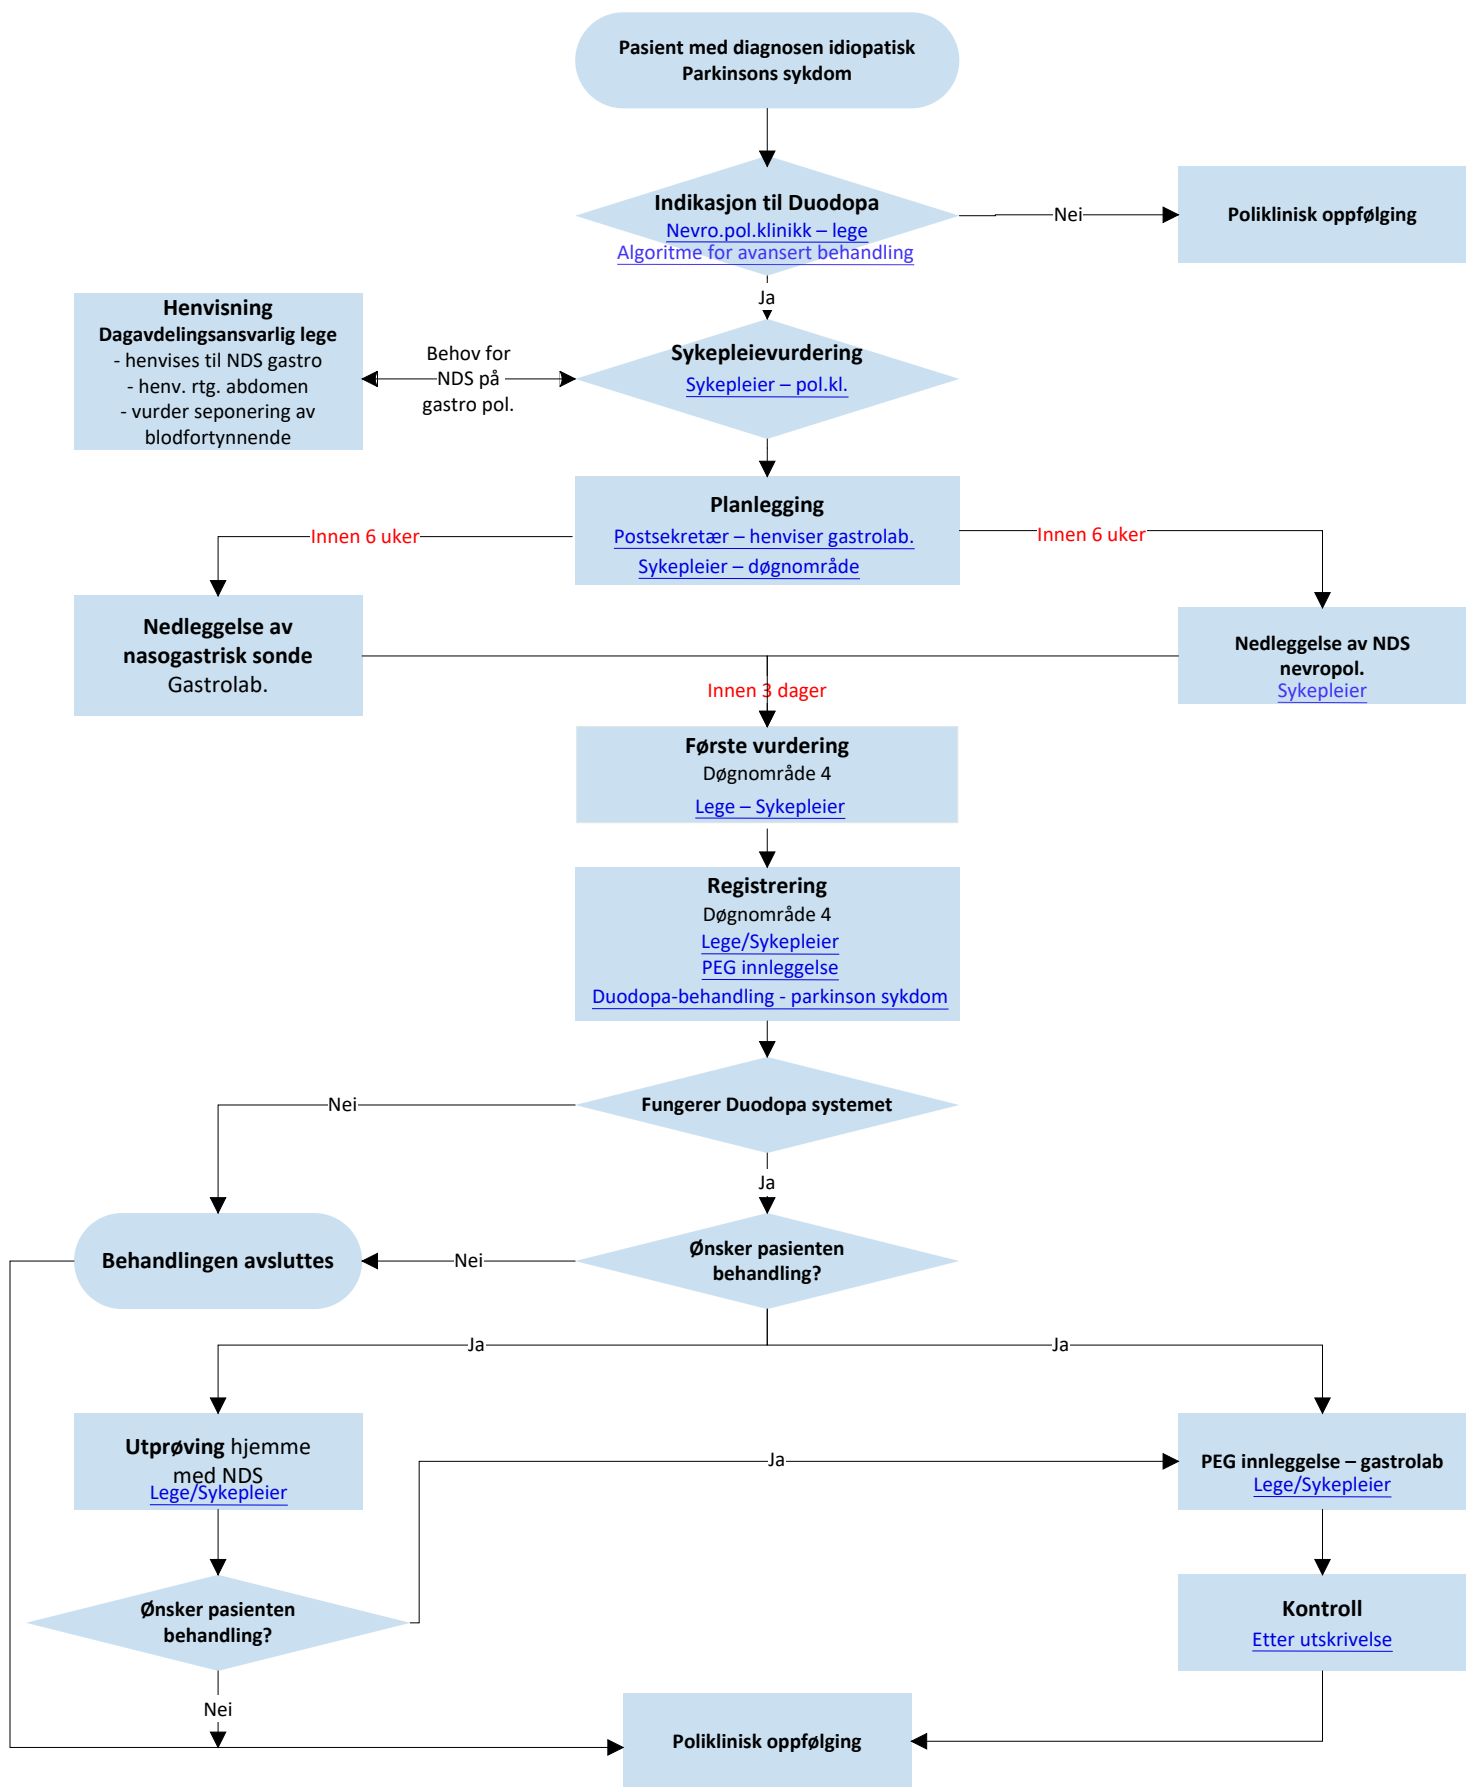 Pasient med diagnosen idiopatisk
Parkinsons sykdom
Indikasjon til Duodopa
Nevro.pol.klinikk – lege
Algoritme for avansert behandling
Nei
Poliklinisk oppfølging
Ja
Henvisning
Dagavdelingsansvarlig lege
- henvises til NDS gastro
- henv. rtg. abdomen
- vurder seponering av
blodfortynnende
Behov for
NDS på
gastro pol.
Sykepleievurdering
Sykepleier – pol.kl.
Planlegging
Postsekretær – henviser gastrolab.
Sykepleier – døgnområde
Innen 6 uker
Innen 6 uker
Nedleggelse av
nasogastrisk sonde
Gastrolab.
Nedleggelse av NDS
nevropol.
Sykepleier
Innen 3 dager
Første vurdering
Døgnområde 4
Lege – Sykepleier
Registrering
Døgnområde 4
Lege/Sykepleier
PEG innleggelse
Duodopa-behandling - parkinson sykdom
Fungerer Duodopa systemet
Nei
Ja
Behandlingen avsluttes
Nei
Ønsker pasienten
behandling?
Ja
Ja
Utprøving hjemme
med NDS
Lege/Sykepleier
Ja
PEG innleggelse – gastrolab
Lege/Sykepleier
Ønsker pasienten
behandling?
Kontroll
Etter utskrivelse
Nei
Poliklinisk oppfølging